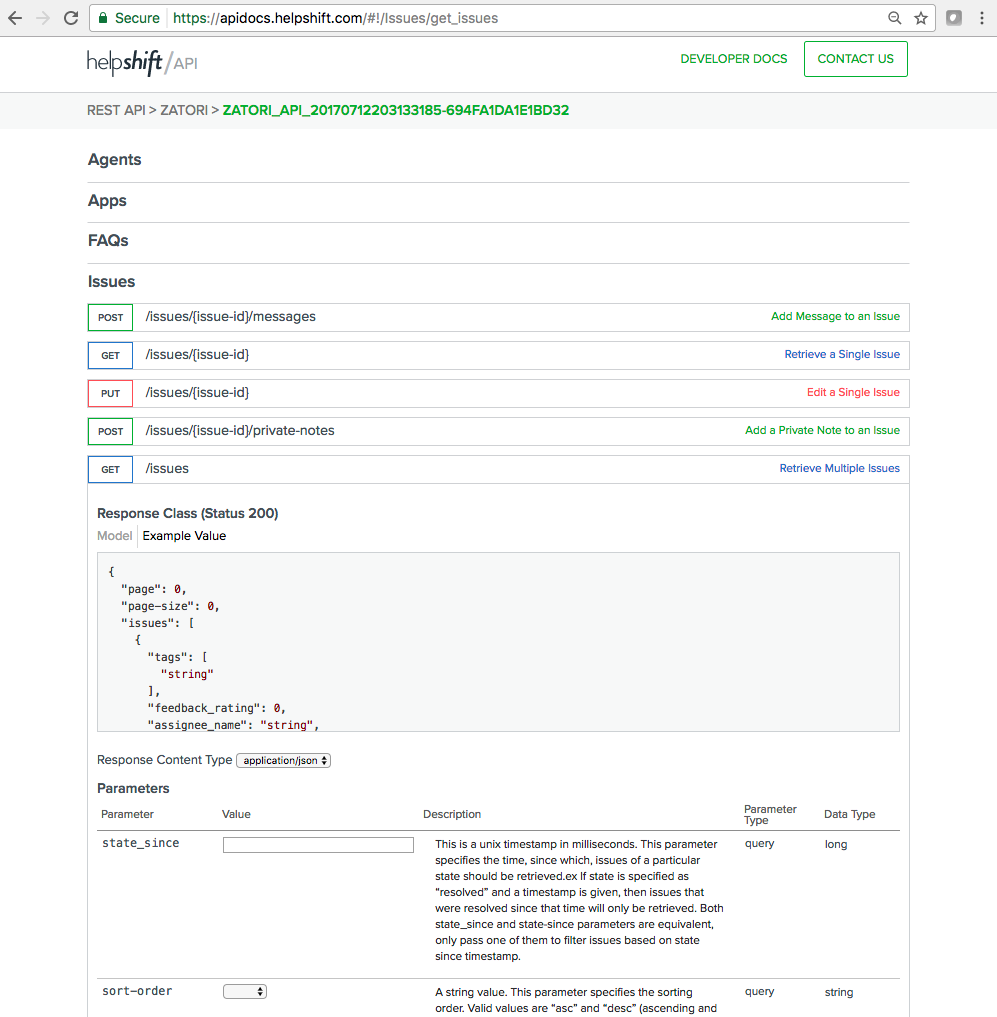 Secure https://apidocs.helpshift.com/#!/Issues/get_issues
helpshift/API
DEVELOPER DOCS
CONTACT US
REST API > ZATORI > ZATORI_API_20170712203133185-694FA1DA1E1BD32
Agents
Apps
FAQs
Issues
POST /issues/{issue-id}/messages Add Message to an Issue
GET /issues/{issue-id} Retrieve a Single Issue
PUT /issues/{issue-id} Edit a Single Issue
POST /issues/{issue-id}/private-notes Add a Private Note to an Issue
GET /issues Retrieve Multiple Issues
Response Class (Status 200)
Model Example Value
{
"page": 0,
"page-size": 0,
"issues": [
{
"tags": [
"string"
],
"feedback_rating": 0,
"assignee_name": "string",
Response Content Type application/json
Parameters
Parameter Value Description Parameter Type Data Type
state_since
This is a unix timestamp in milliseconds. This parameter
specifies the time, since which, issues of a particular
state should be retrieved.ex If state is specified as
“resolved” and a timestamp is given, then issues that
were resolved since that time will only be retrieved. Both
state_since and state-since parameters are equivalent,
only pass one of them to filter issues based on state
since timestamp.
query
long
sort-order
A string value. This parameter specifies the sorting
order. Valid values are “asc” and “desc” (ascending and
query
string